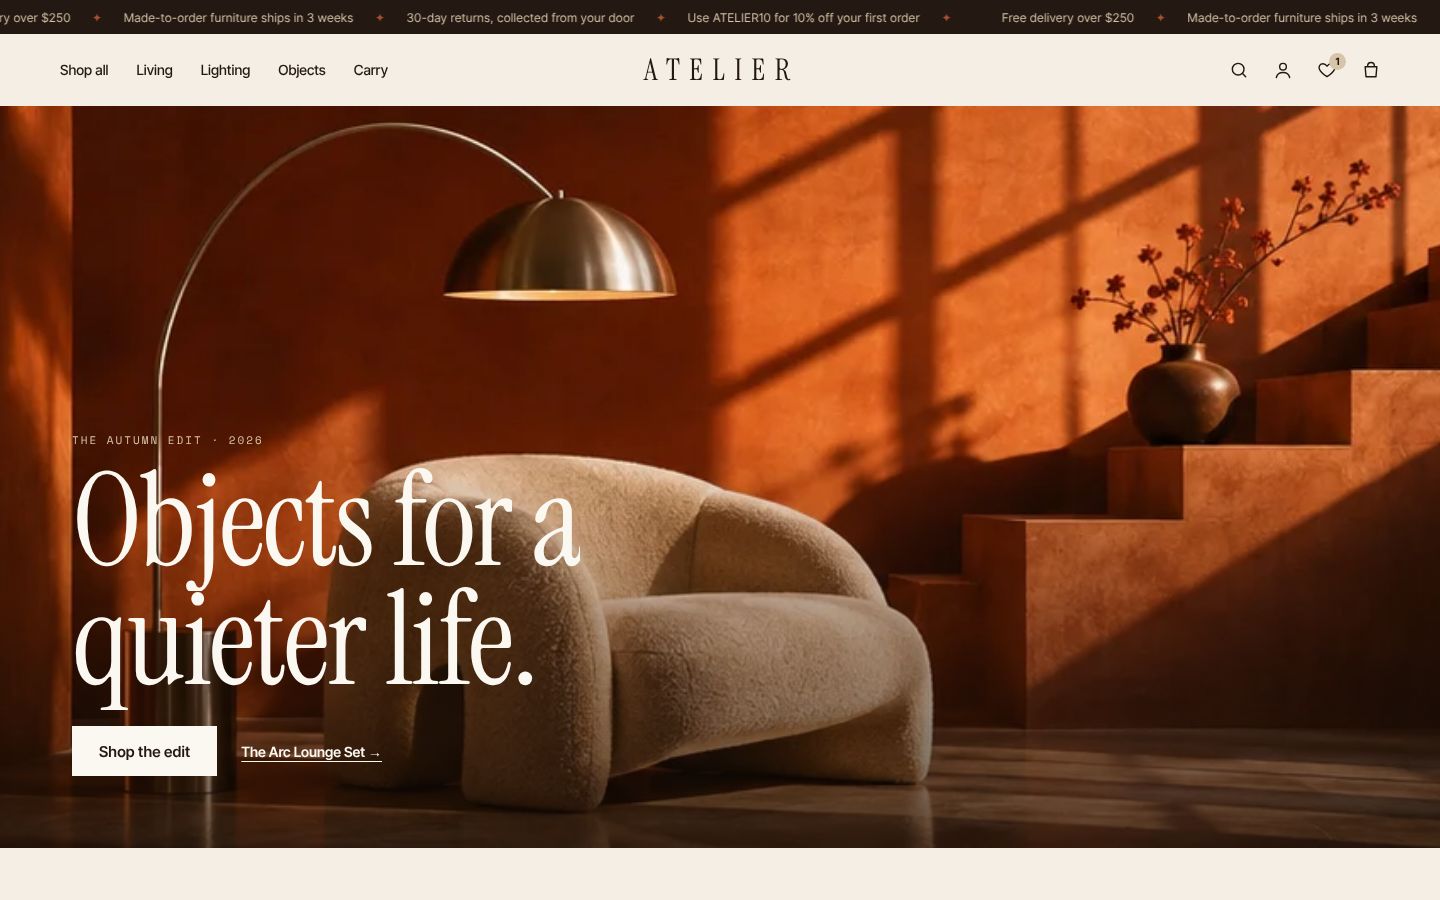 ry over $250 ✦ Made-to-order furniture ships in 3 weeks ✦ 30-day returns, collected from your door ✦ Use ATELIER10 for 10% off your first order ✦ Free delivery over $250 ✦ Made-to-order furniture ships in 3 weeks
Shop all Living Lighting Objects Carry ATELIER 1
THE AUTUMN EDIT · 2026
Objects for a
quieter life.
Shop the edit The Arc Lounge Set →